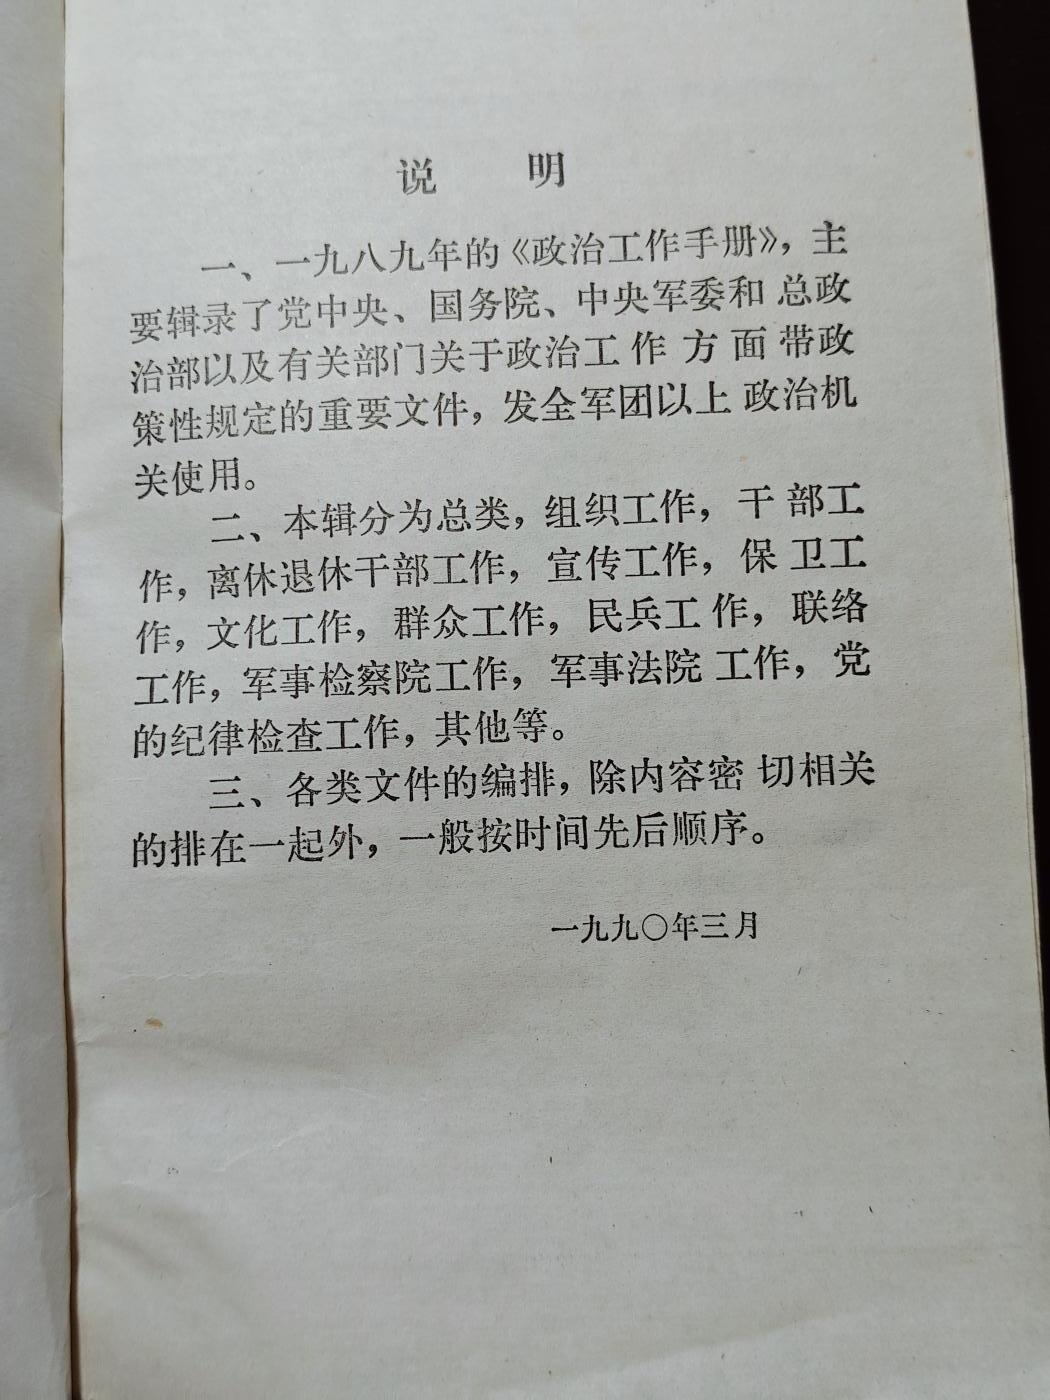 说 明
一、一九八九年的《政治工作手册》，主
要辑录了党中央、国务院、中央军委和总政
治部以及有关部门关于政治工作方面带政
策性规定的重要文件，发全军团以上政治机
关使用。
二、本辑分为总类，组织工作，干部工
作，离休退休干部工作，宣传工作，保卫工
作，文化工作，群众工作，民兵工作，联络
工作，军事检察院工作，军事法院工作，党
的纪律检查工作，其他等。
三、各类文件的编排，除内容密切相关
的排在一起外，一般按时间先后顺序。
一九九〇年三月